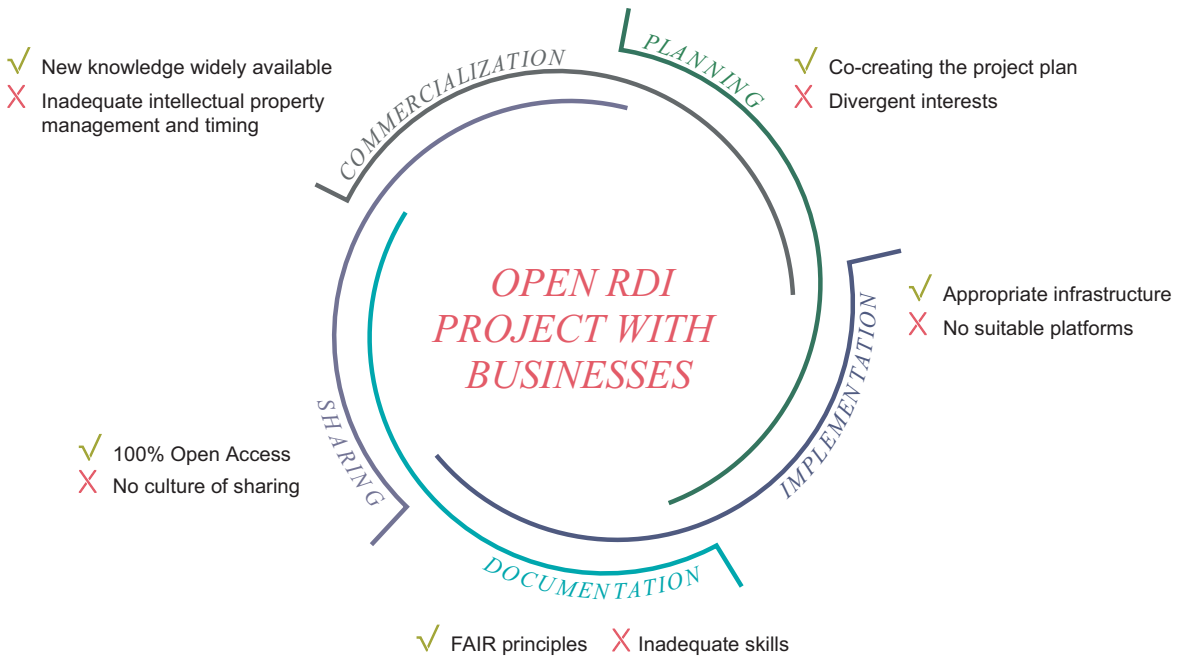 COMMERCIALIZATION
√ New knowledge widely available
X Inadequate intellectual property
management and timing
PLANNING
√ Co-creating the project plan
X Divergent interests
OPEN RDI
PROJECT WITH
BUSINESSES
IMPLEMENTATION
√ Appropriate infrastructure
X No suitable platforms
SHARING
√ 100% Open Access
X No culture of sharing
DOCUMENTATION
√ FAIR principles X Inadequate skills